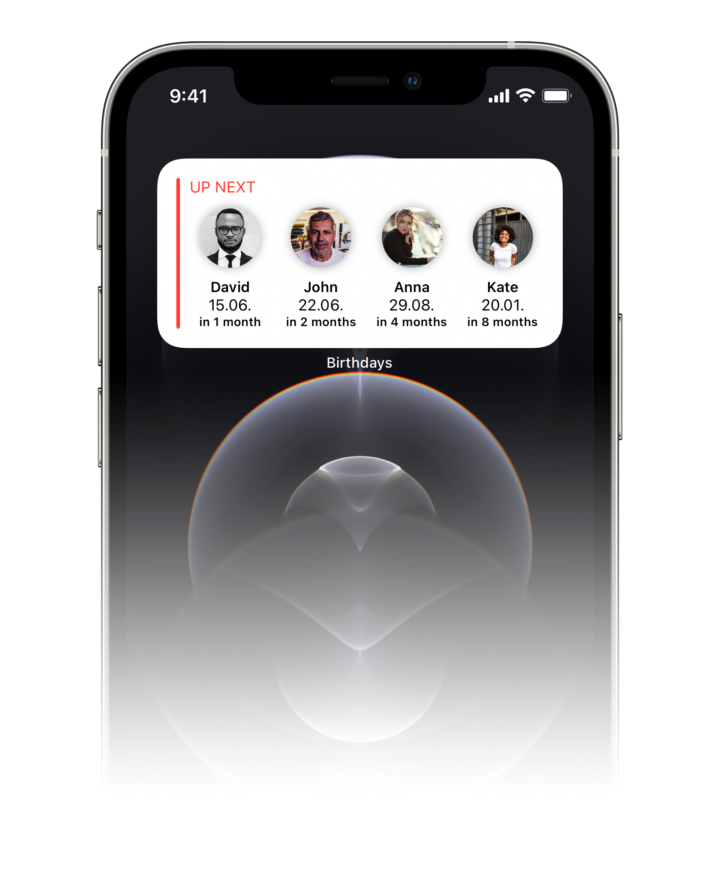 9:41
UP NEXT
David John Anna Kate
15.06. 22.06. 29.08. 20.01.
in 1 month in 2 months in 4 months in 8 months
Birthdays